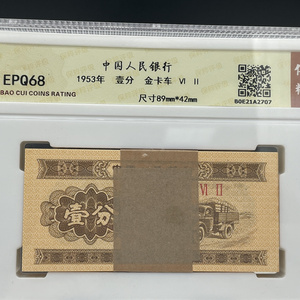 中国人民银行
EPQ68
1953年 壹分 金卡车 Ⅵ Ⅱ
BAO CUI COINS RATING
尺寸89mm*42mm
B0E21A2707
Ⅵ Ⅱ
壹分